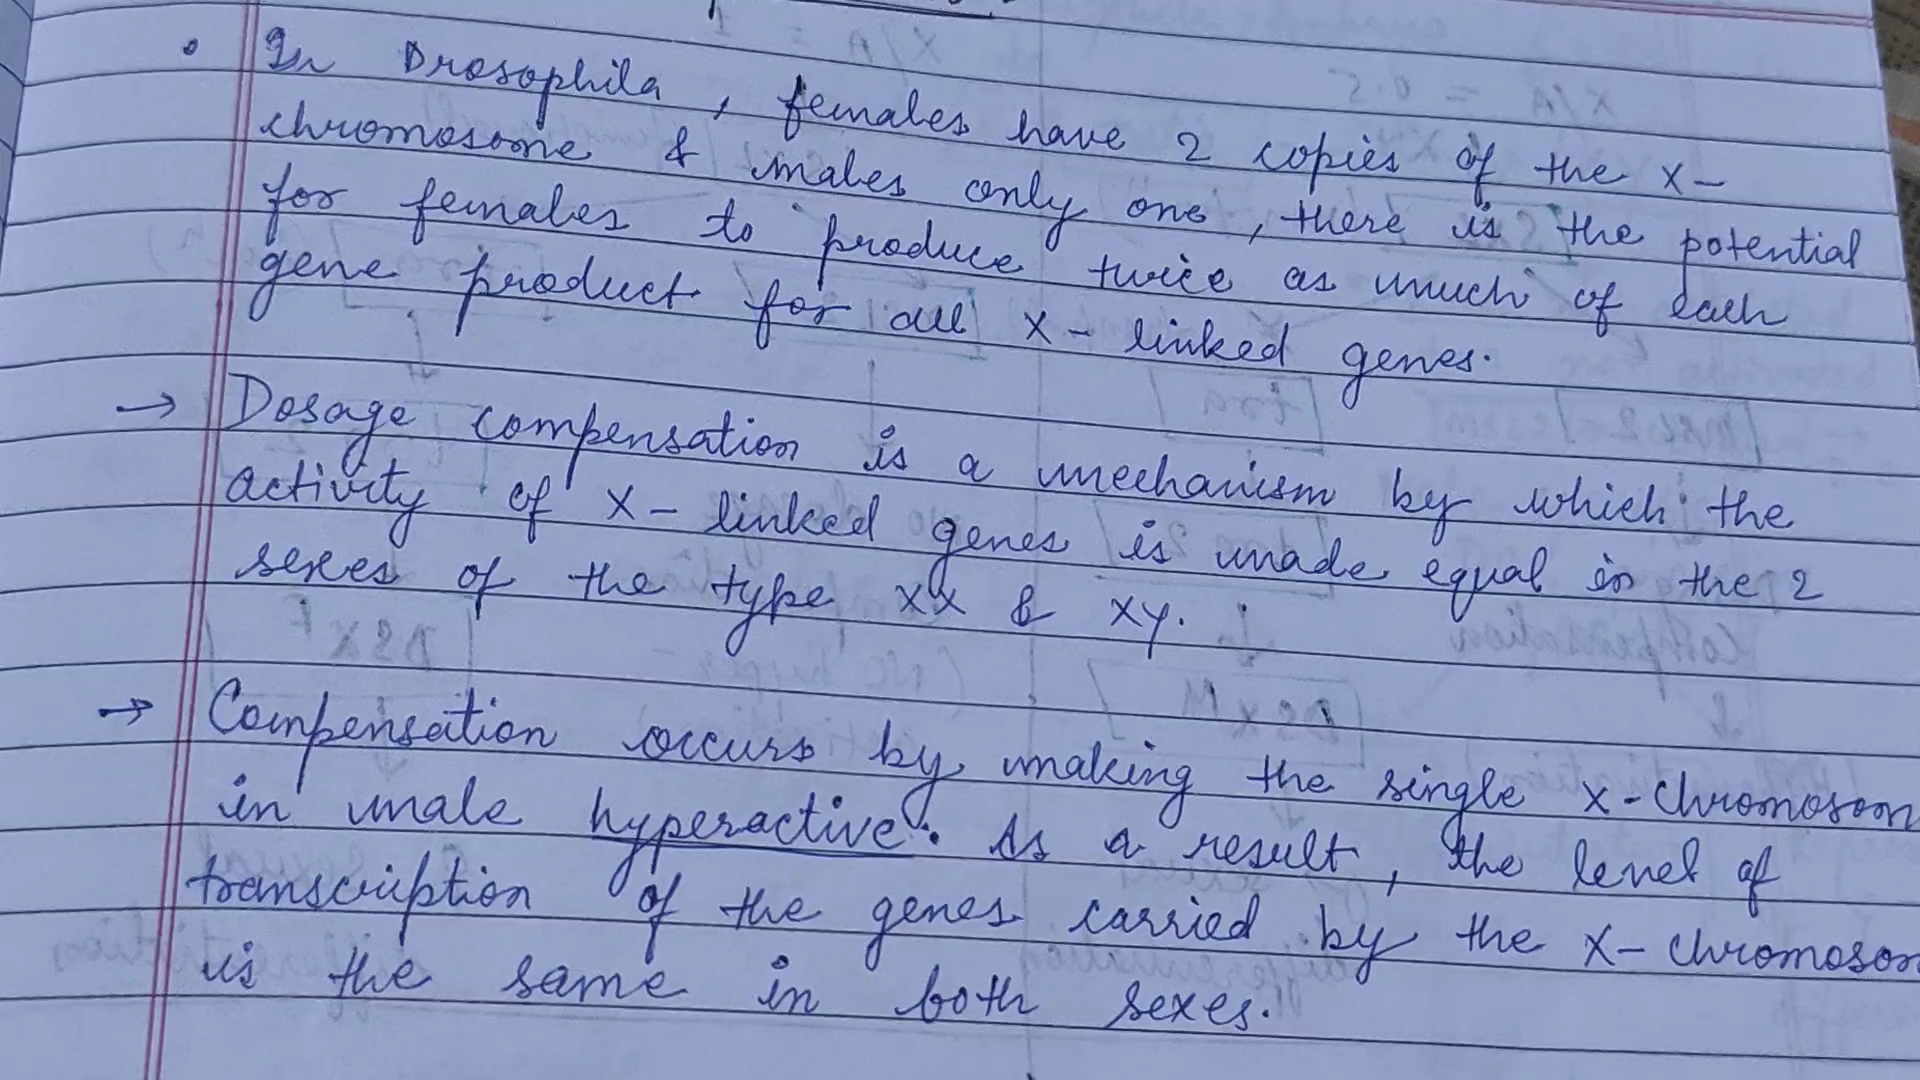 • In Drosophila, females have 2 copies of the X-
chromosome & males only one, there is the potential
for females to produce twice as much of each
gene product for all X-linked genes.
→ Dosage compensation is a mechanism by which the
activity of X-linked genes is made equal in the 2
sexes of the type XX & XY.
→ Compensation occurs by making the single X-chromosom
in male hyperactive. As a result, the level of
transcription of the genes carried by the X-chromosom
is the same in both sexes.